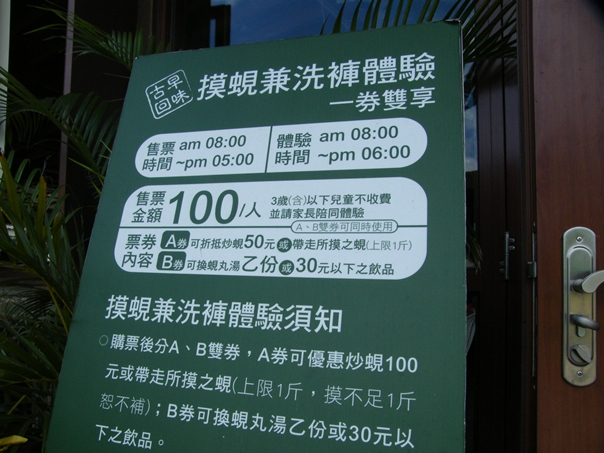 古早回味
摸蜆兼洗褲體驗
一券雙享
售票時間 am 08:00 ~pm 05:00
體驗時間 am 08:00 ~pm 06:00
售票金額 100/人
3歲(含)以下兒童不收費
並請家長陪同體驗
A、B雙券可同時使用
票券內容 A券可折抵炒蜆50元或帶走所摸之蜆(上限1斤)
B券可換蜆丸湯乙份或30元以下之飲品
摸蜆兼洗褲體驗須知
○購票後分A、B雙券，A券可優惠炒蜆100
元或帶走所摸之蜆(上限1斤，摸不足1斤
恕不補)；B券可換蜆丸湯乙份或30元以
下之飲品。